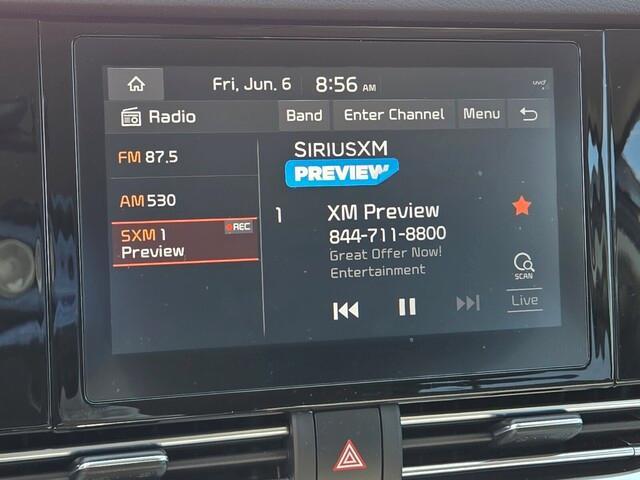 Fri, Jun. 6 8:56 AM
UVO
Radio Band Enter Channel Menu
FM 87.5
AM 530
SXM 1 REC
Preview
SIRIUSXM
PREVIEW
1 XM Preview
844-711-8800
Great Offer Now!
Entertainment
SCAN
Live